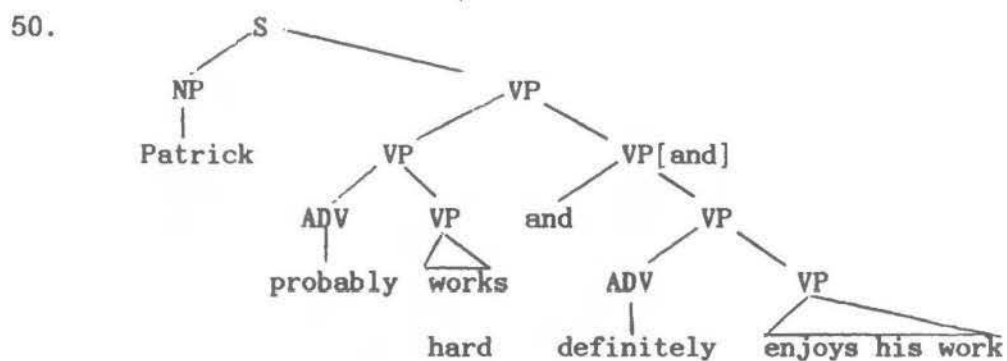 50. S
NP VP
Patrick VP VP[and]
ADV VP and VP
probably works ADV VP
hard definitely enjoys his work